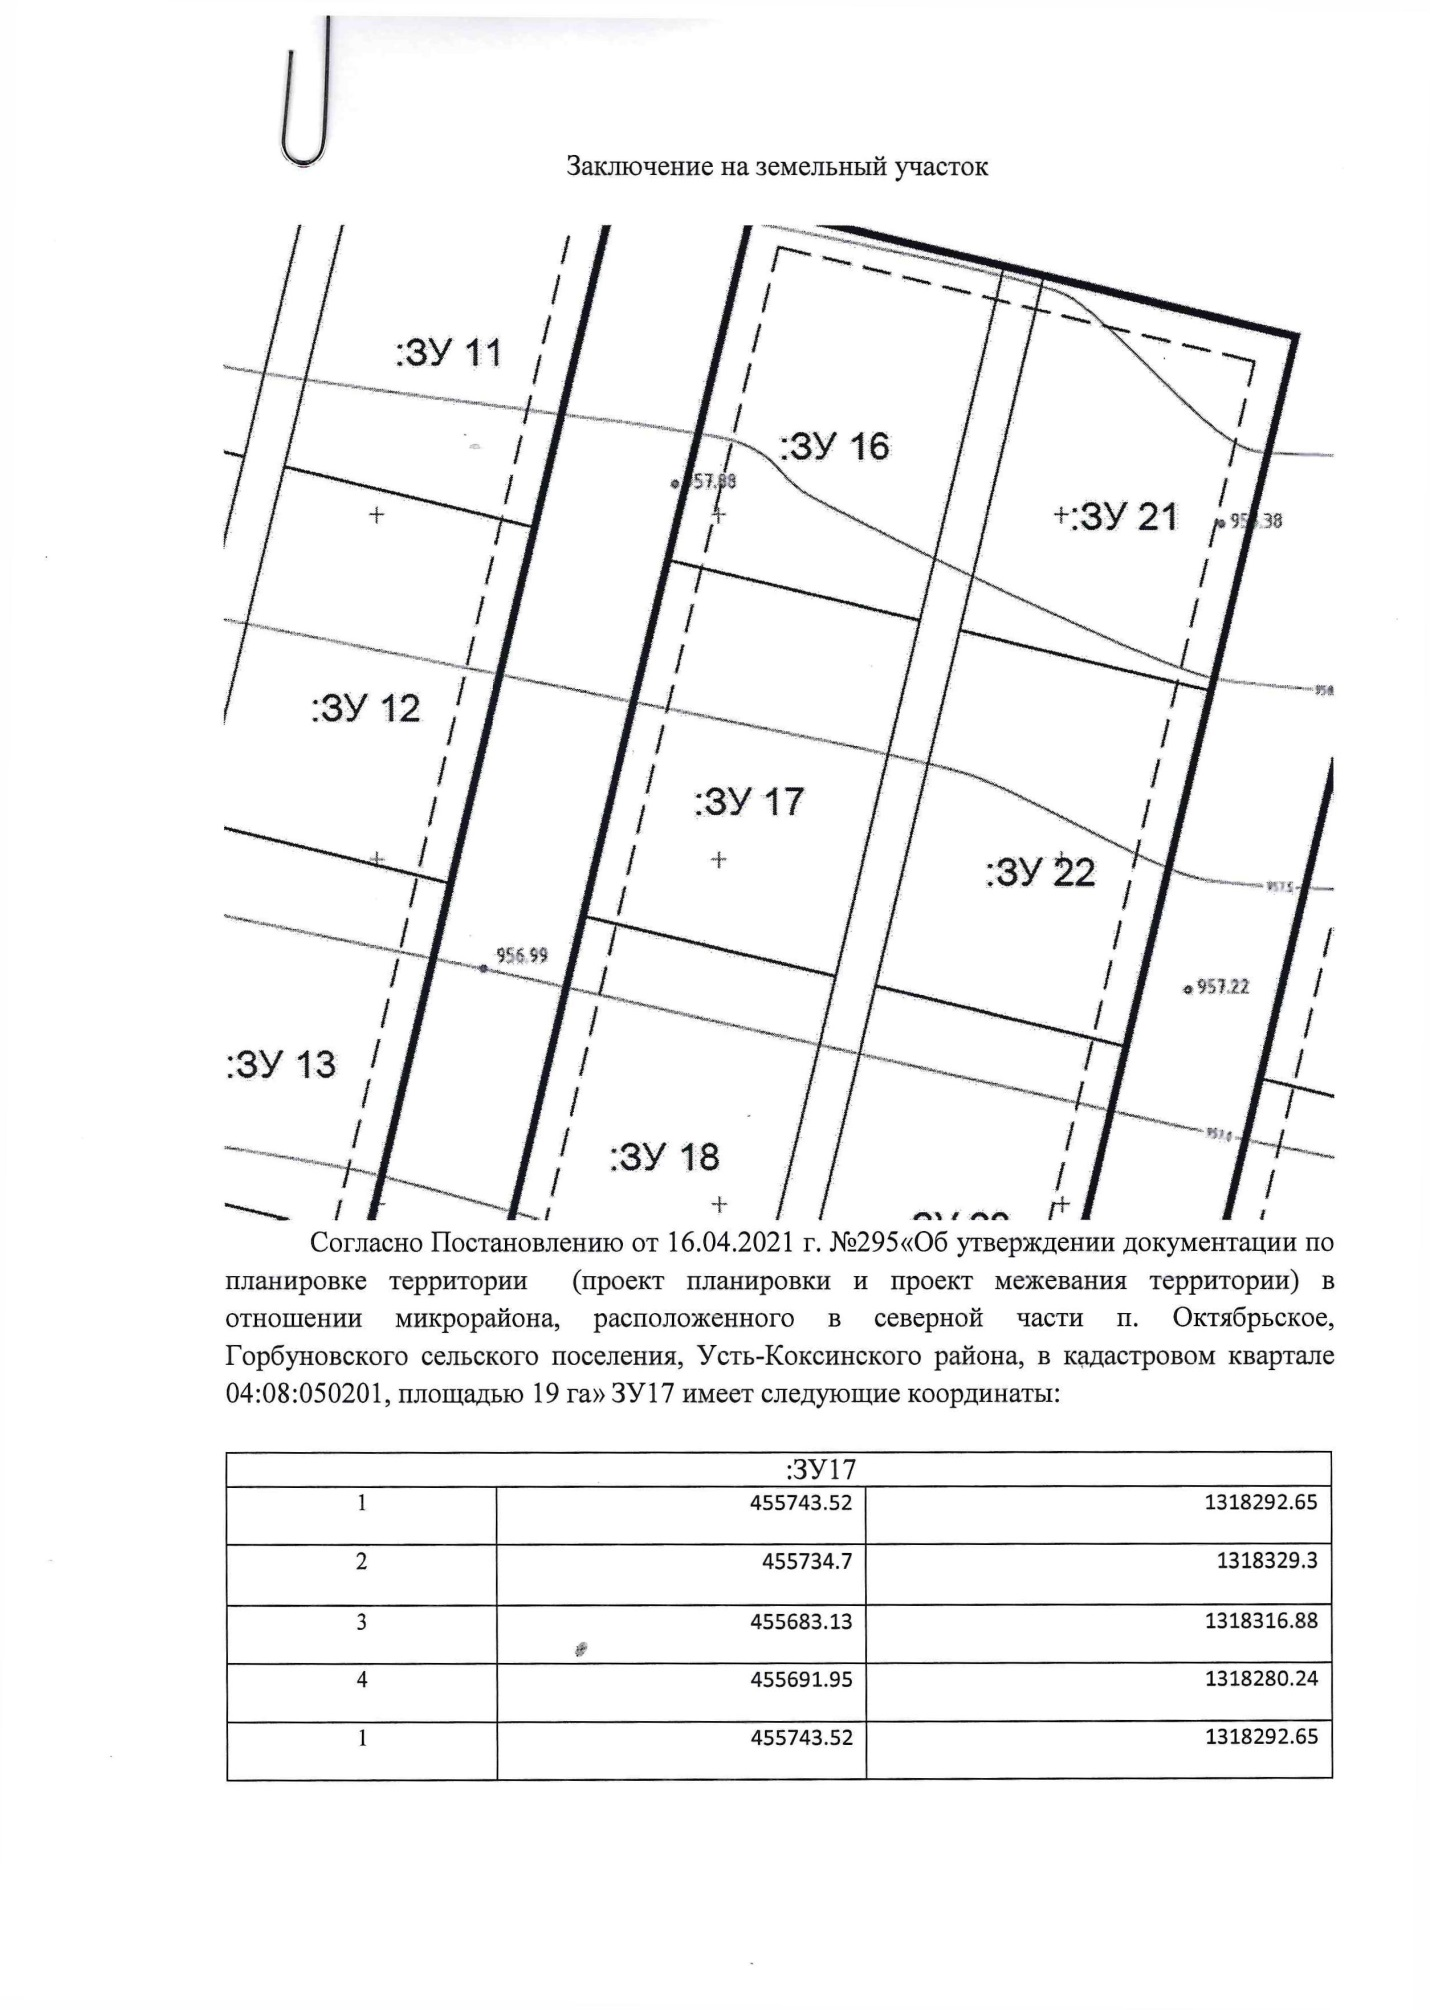 Заключение на земельный участок
:ЗУ 11
:ЗУ 16
:ЗУ 21
:ЗУ 12
:ЗУ 17
:ЗУ 22
957.5
956.99
957.22
:ЗУ 13
957.0
:ЗУ 18
Согласно Постановлению от 16.04.2021 г. №295«Об утверждении документации по
планировке территории (проект планировки и проект межевания территории) в
отношении микрорайона, расположенного в северной части п. Октябрьское,
Горбуновского сельского поселения, Усть-Коксинского района, в кадастровом квартале
04:08:050201, площадью 19 га» ЗУ17 имеет следующие координаты:
:ЗУ17
1 455743.52 1318292.65
2 455734.7 1318329.3
3 455683.13 1318316.88
4 455691.95 1318280.24
1 455743.52 1318292.65